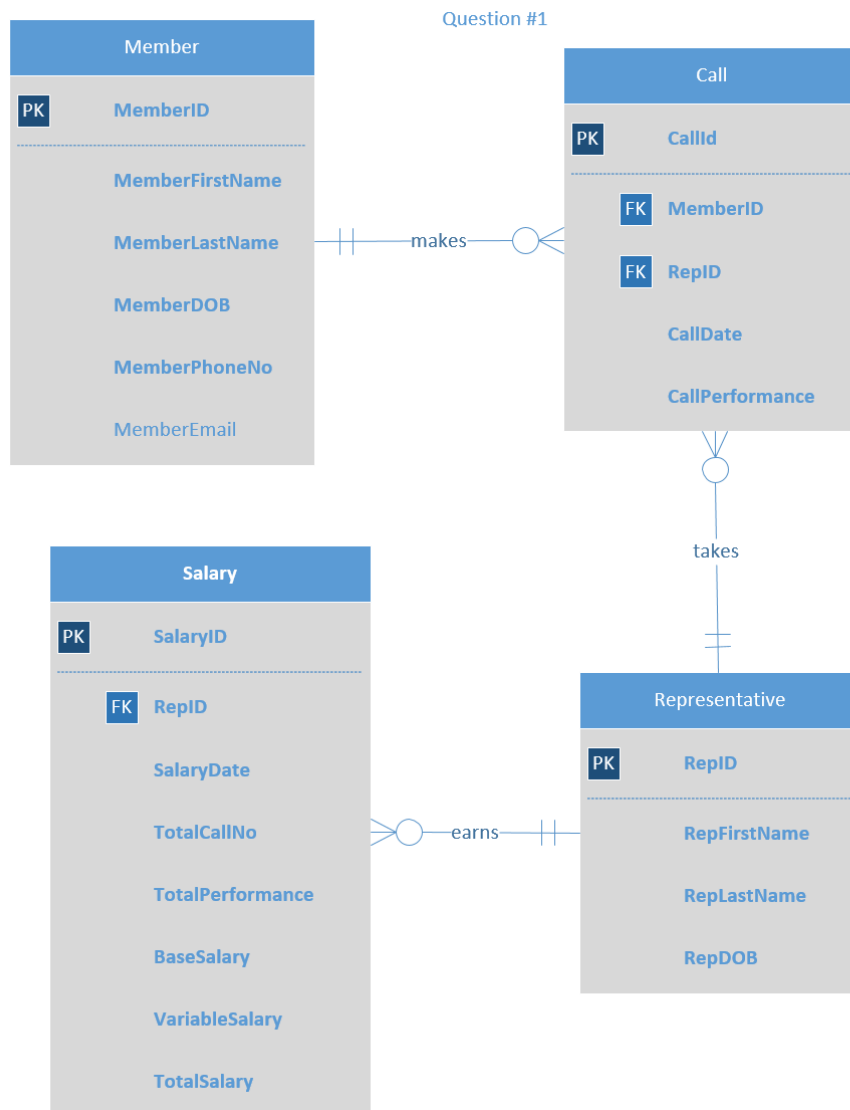 Question #1
Member
PK MemberID
MemberFirstName
MemberLastName
MemberDOB
MemberPhoneNo
MemberEmail
makes
Call
PK CallId
FK MemberID
FK RepID
CallDate
CallPerformance
takes
Salary
PK SalaryID
FK RepID
SalaryDate
TotalCallNo
TotalPerformance
BaseSalary
VariableSalary
TotalSalary
earns
Representative
PK RepID
RepFirstName
RepLastName
RepDOB